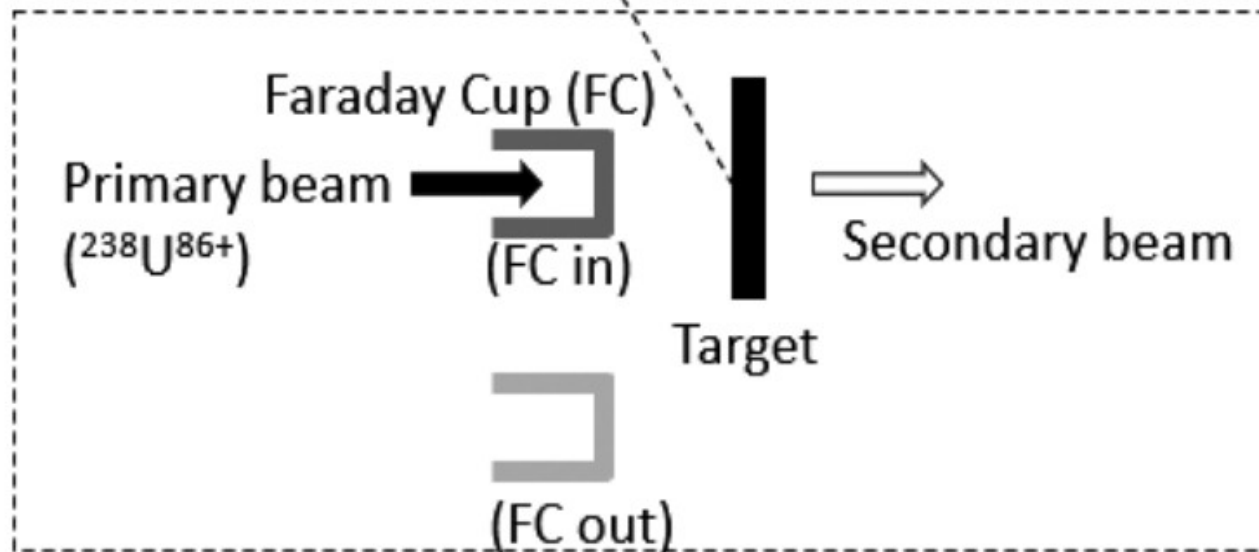 Faraday Cup (FC)
Primary beam
(²³⁸U⁸⁶⁺)
(FC in)
Secondary beam
Target
(FC out)